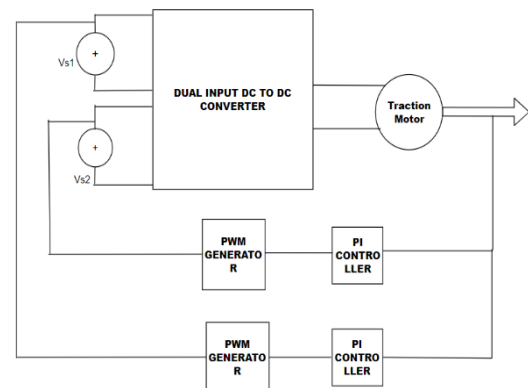 Vs1
DUAL INPUT DC TO DC
CONVERTER
Traction
Motor
Vs2
PWM
GENERATO
R
PI
CONTRO
LLER
PWM
GENERATO
R
PI
CONTRO
LLER